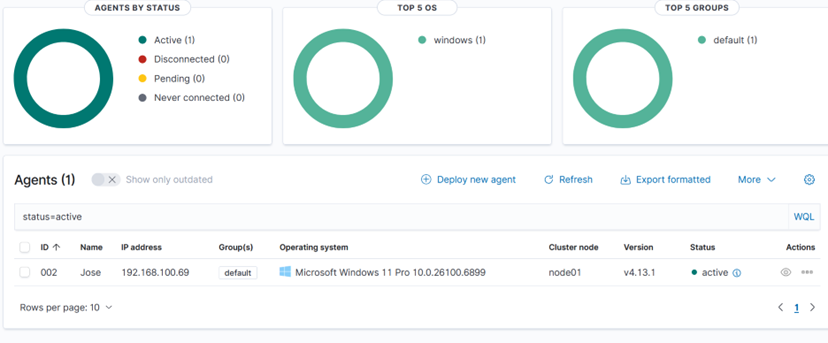 AGENTS BY STATUS
Active (1)
Disconnected (0)
Pending (0)
Never connected (0)
TOP 5 OS
windows (1)
TOP 5 GROUPS
default (1)
Agents (1) Show only outdated Deploy new agent Refresh Export formatted More
status=active WQL
ID Name IP address Group(s) Operating system Cluster node Version Status Actions
002 Jose 192.168.100.69 default Microsoft Windows 11 Pro 10.0.26100.6899 node01 v4.13.1 active
Rows per page: 10 1